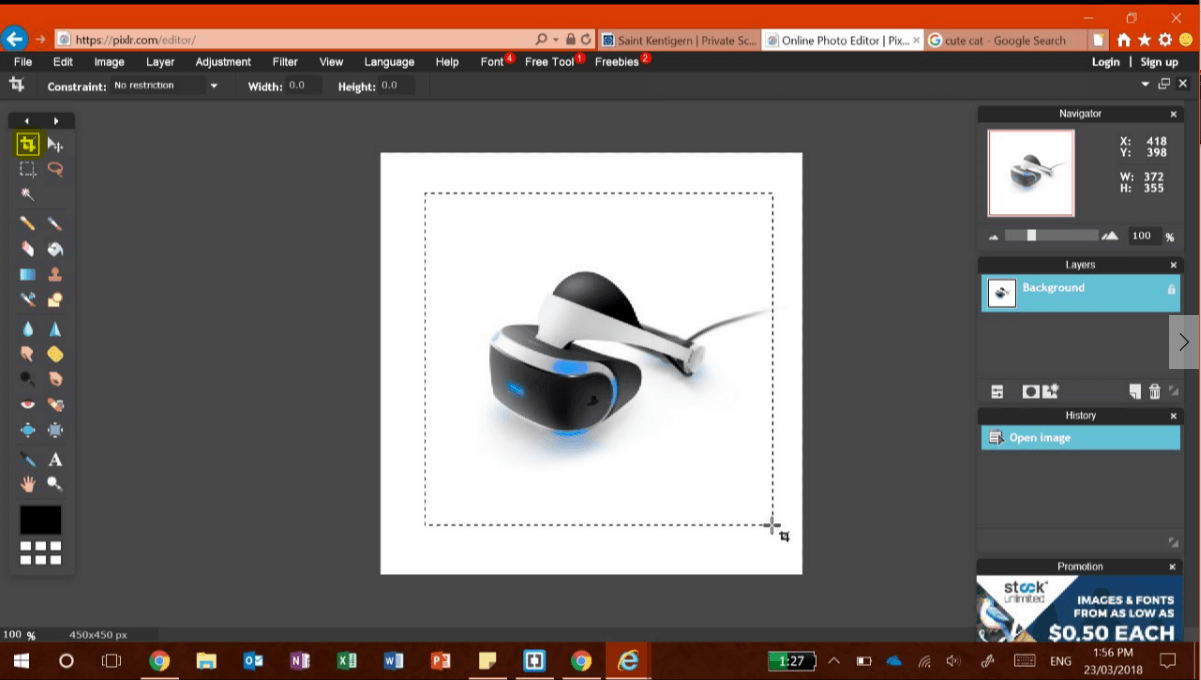 https://pixlr.com/editor/
Saint Kentigern | Private Sc...
Online Photo Editor | Pix...
cute cat - Google Search
File Edit Image Layer Adjustment Filter View Language Help Font 4 Free Tool 1 Freebies 2 Login | Sign up
Constraint: No restriction Width: 0.0 Height: 0.0
Navigator
X: 418
Y: 398
W: 372
H: 355
100 %
Layers
Background
History
Open image
A
Promotion
stock
unlimited
IMAGES & FONTS
FROM AS LOW AS
$0.50 EACH
100 % 450x450 px
1:27
ENG
1:56 PM
23/03/2018